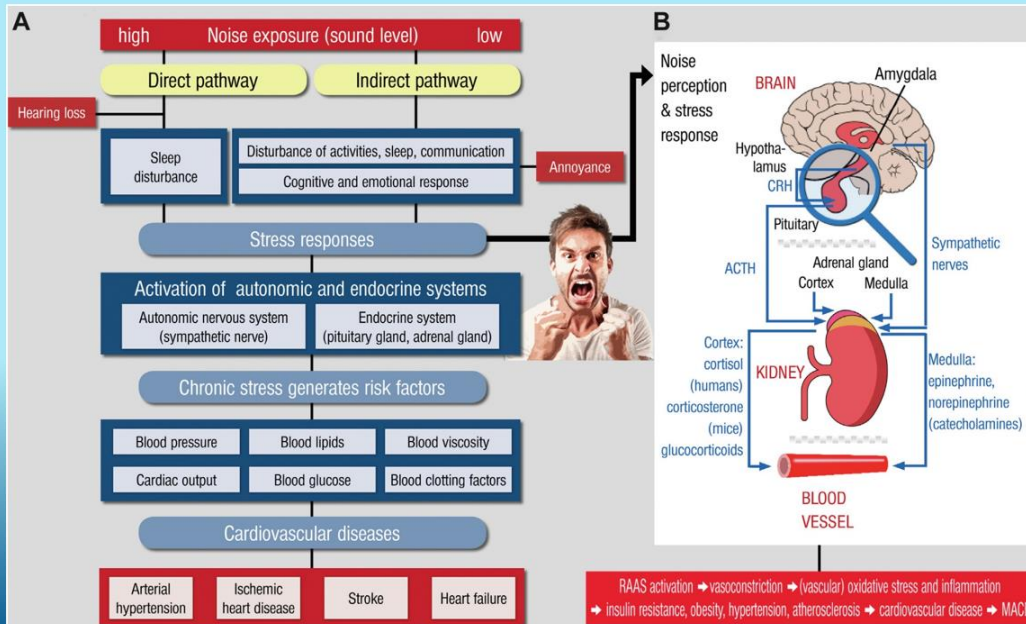 A
high Noise exposure (sound level) low
Direct pathway
Indirect pathway
Hearing loss
Sleep
disturbance
Disturbance of activities, sleep, communication
Cognitive and emotional response
Annoyance
Stress responses
Activation of autonomic and endocrine systems
Autonomic nervous system
(sympathetic nerve)
Endocrine system
(pituitary gland, adrenal gland)
Chronic stress generates risk factors
Blood pressure
Blood lipids
Blood viscosity
Cardiac output
Blood glucose
Blood clotting factors
Cardiovascular diseases
Arterial
hypertension
Ischemic
heart disease
Stroke
Heart failure
B
Noise
perception
& stress
response
BRAIN
Amygdala
Hypotha-
lamus
CRH
Pituitary
ACTH
Sympathetic
nerves
Adrenal gland
Cortex
Medulla
Cortex:
cortisol
(humans)
corticosterone
(mice)
glucocorticoids
KIDNEY
Medulla:
epinephrine,
norepinephrine
(catecholamines)
BLOOD
VESSEL
RAAS activation ➜ vasoconstriction ➜ (vascular) oxidative stress and inflammation
➜ insulin resistance, obesity, hypertension, atherosclerosis ➜ cardiovascular disease ➜